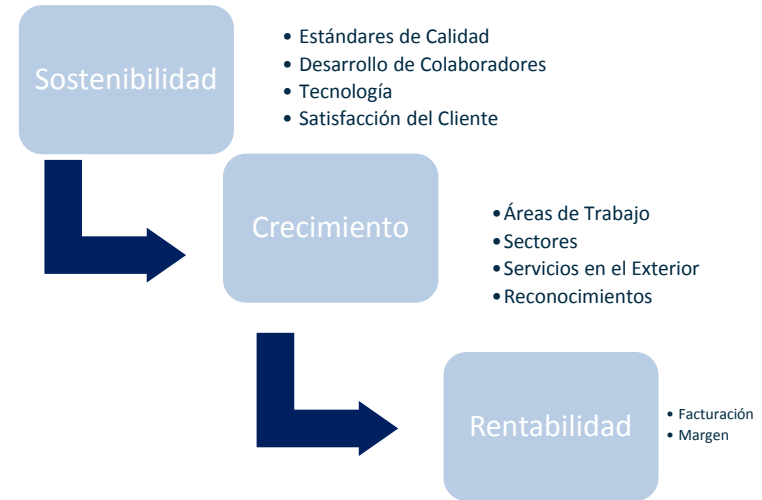 Sostenibilidad
• Estándares de Calidad
• Desarrollo de Colaboradores
• Tecnología
• Satisfacción del Cliente
Crecimiento
• Áreas de Trabajo
• Sectores
• Servicios en el Exterior
• Reconocimientos
Rentabilidad
• Facturación
• Margen